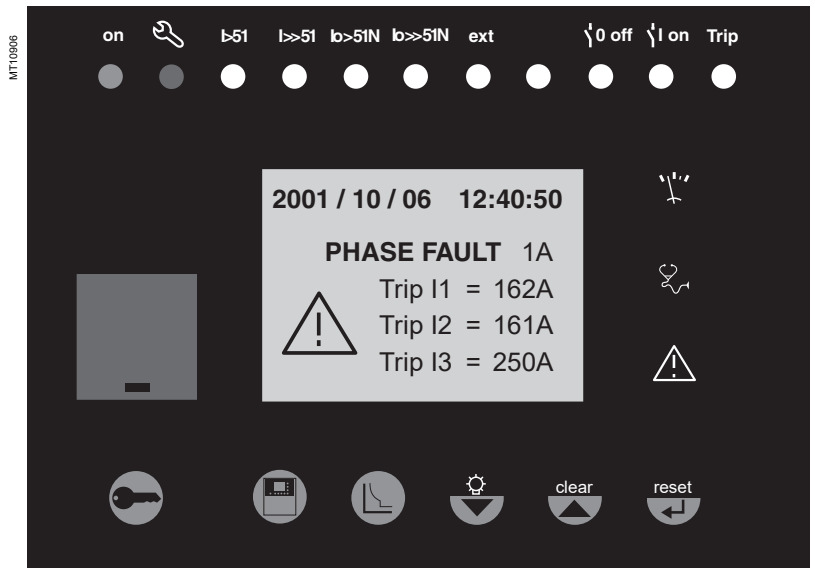 MT10906
on I>51 I>>51 Io>51N Io>>51N ext 0 off I on Trip
2001 / 10 / 06 12:40:50
PHASE FAULT 1A
Trip I1 = 162A
Trip I2 = 161A
Trip I3 = 250A
clear reset